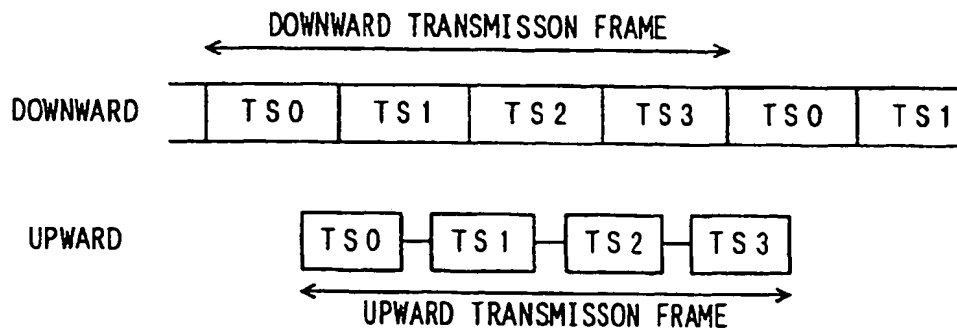 DOWNWARD TRANSMISSON FRAME
DOWNWARD TS0 TS1 TS2 TS3 TS0 TS1
UPWARD TS0 TS1 TS2 TS3
UPWARD TRANSMISSON FRAME